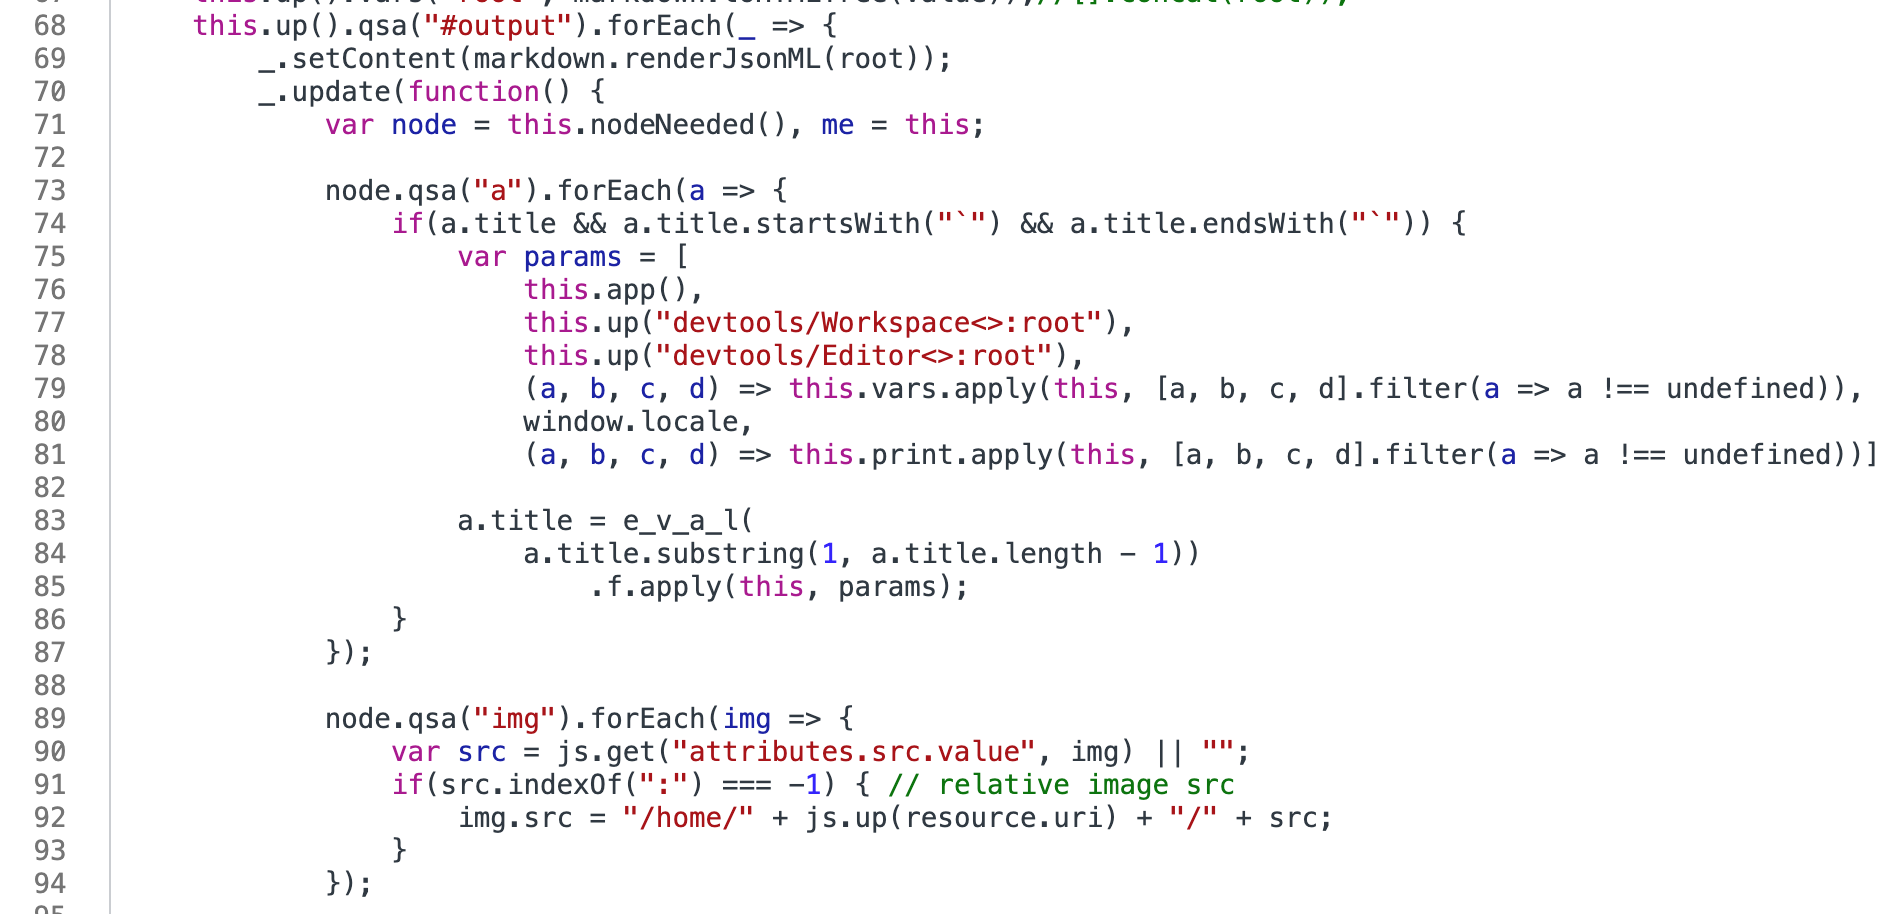 68 this.up().qsa("#output").forEach(_ => {
69 _.setContent(markdown.renderJsonML(root));
70 _.update(function() {
71 var node = this.nodeNeeded(), me = this;
72
73 node.qsa("a").forEach(a => {
74 if(a.title && a.title.startsWith("`") && a.title.endsWith("`")) {
75 var params = [
76 this.app(),
77 this.up("devtools/Workspace<>:root"),
78 this.up("devtools/Editor<>:root"),
79 (a, b, c, d) => this.vars.apply(this, [a, b, c, d].filter(a => a !== undefined)),
80 window.locale,
81 (a, b, c, d) => this.print.apply(this, [a, b, c, d].filter(a => a !== undefined))]
82
83 a.title = e_v_a_l(
84 a.title.substring(1, a.title.length - 1))
85 .f.apply(this, params);
86 }
87 });
88
89 node.qsa("img").forEach(img => {
90 var src = js.get("attributes.src.value", img) || "";
91 if(src.indexOf(":") === -1) { // relative image src
92 img.src = "/home/" + js.up(resource.uri) + "/" + src;
93 }
94 });